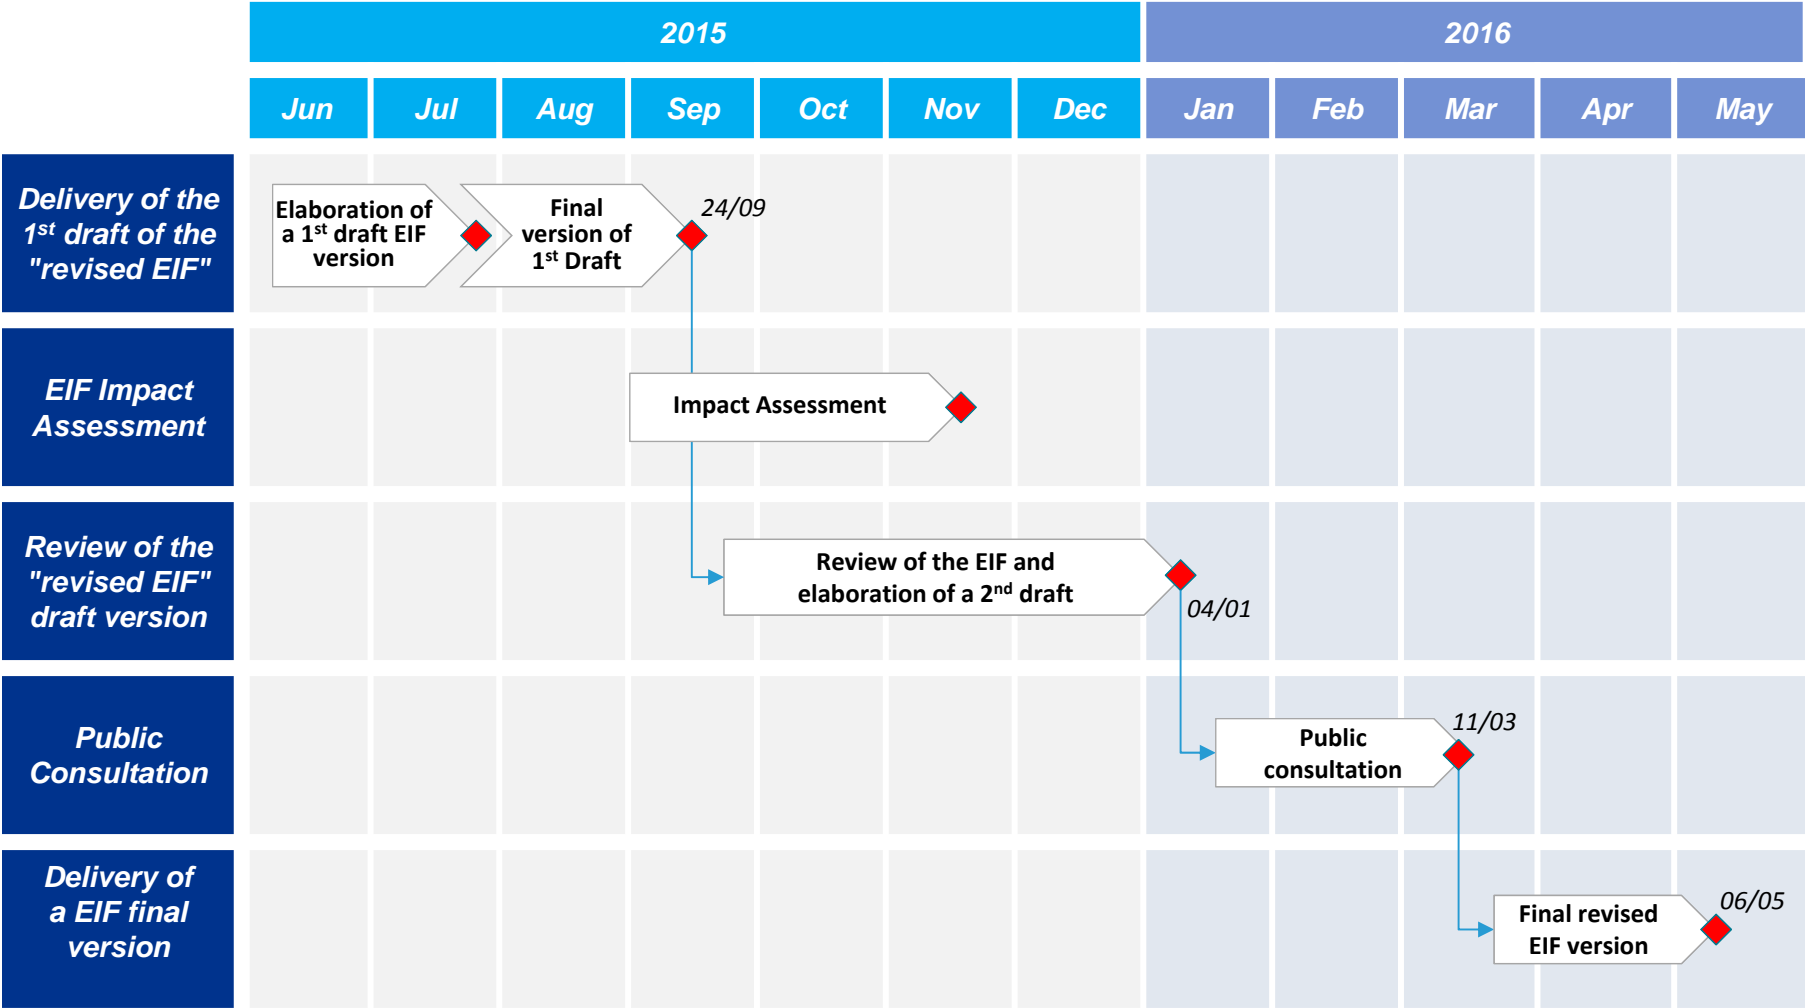 2015
2016
Jun
Jul
Aug
Sep
Oct
Nov
Dec
Jan
Feb
Mar
Apr
May
Delivery of the
1st draft of the
"revised EIF"
Elaboration of
a 1st draft EIF
version
Final
version of
1st Draft
24/09
EIF Impact
Assessment
Impact Assessment
Review of the
"revised EIF"
draft version
Review of the EIF and
elaboration of a 2nd draft
04/01
Public
Consultation
Public
consultation
11/03
Delivery of
a EIF final
version
Final revised
EIF version
06/05